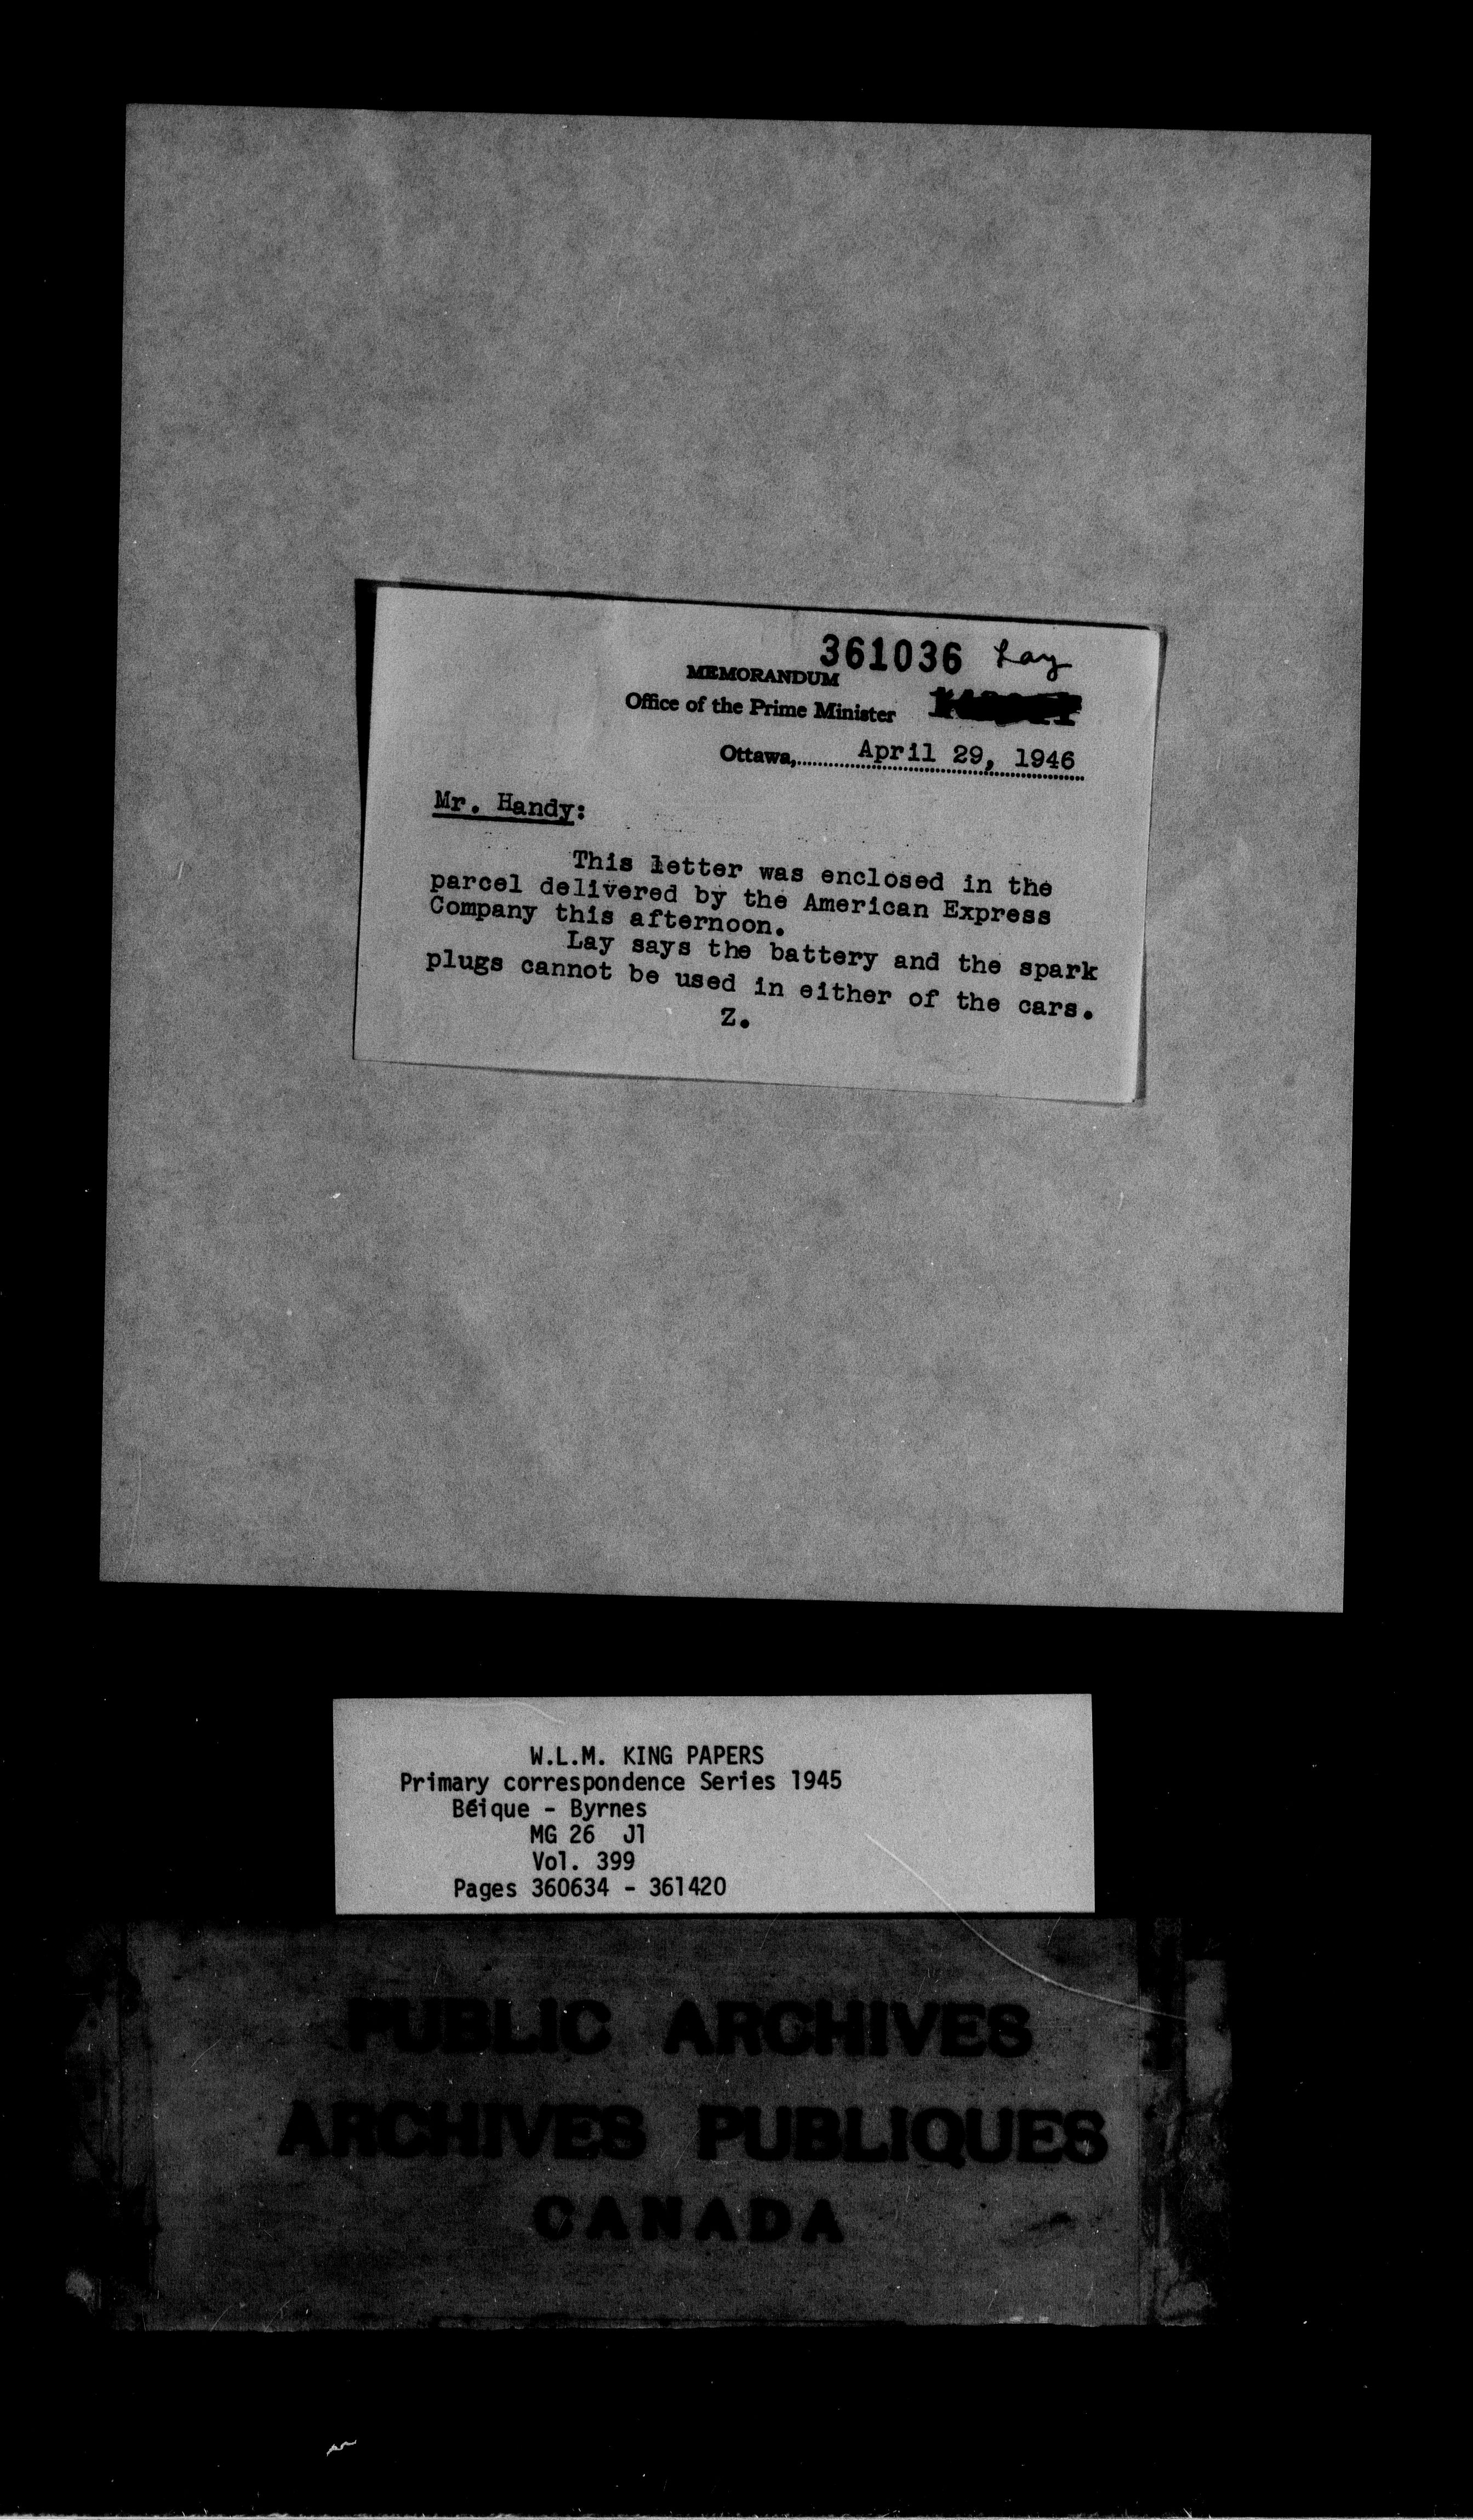 361036 Lay
MEMORANDUM
Office of the Prime Minister
Ottawa, April 29, 1946
Mr. Handy:
This letter was enclosed in the
parcel delivered by the American Express
Company this afternoon.
Lay says the battery and the spark
plugs cannot be used in either of the cars.
Z.
W.L.M. KING PAPERS
Primary correspondence Series 1945
Béique - Byrnes
MG 26 J1
Vol. 399
Pages 360634 - 361420
PUBLIC ARCHIVES
ARCHIVES PUBLIQUES
CANADA